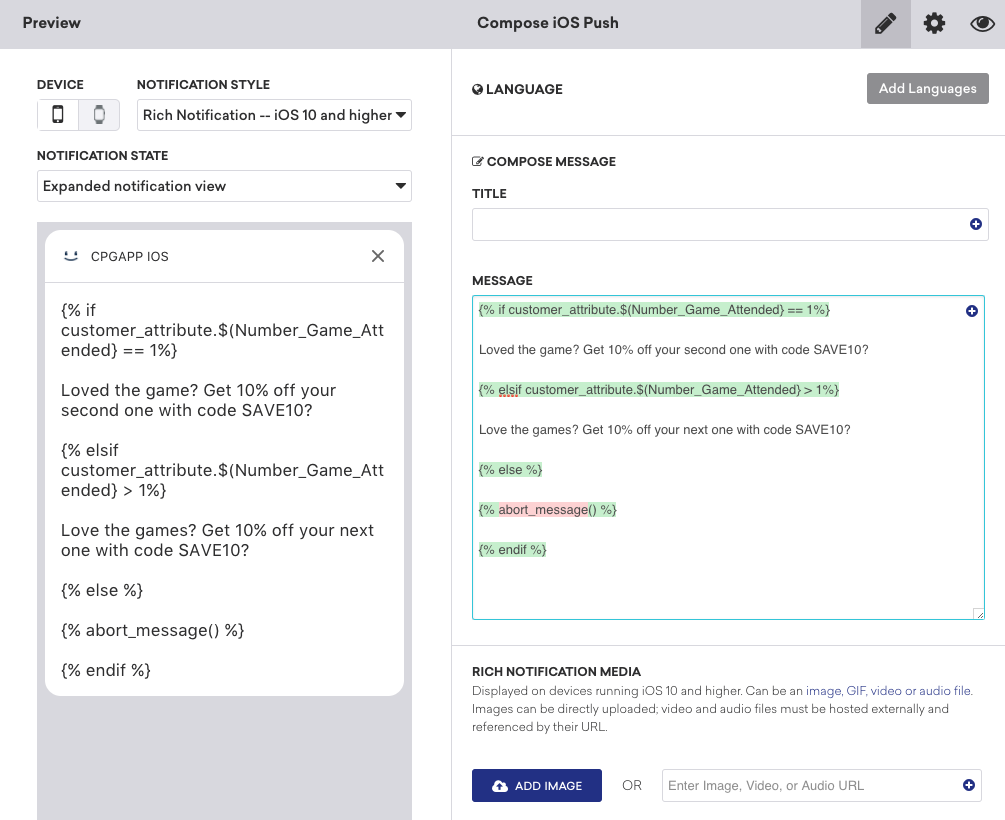 Preview
Compose iOS Push
DEVICE
NOTIFICATION STYLE
Rich Notification -- iOS 10 and higher
NOTIFICATION STATE
Expanded notification view
CPGAPP IOS
{% if
customer_attribute.$(Number_Game_Att
ended} == 1%}
Loved the game? Get 10% off your
second one with code SAVE10?
{% elsif
customer_attribute.$(Number_Game_Att
ended} > 1%}
Love the games? Get 10% off your next
one with code SAVE10?
{% else %}
{% abort_message() %}
{% endif %}
LANGUAGE
Add Languages
COMPOSE MESSAGE
TITLE
MESSAGE
{% if customer_attribute.$(Number_Game_Attended} == 1%}
Loved the game? Get 10% off your second one with code SAVE10?
{% elsif customer_attribute.$(Number_Game_Attended} > 1%}
Love the games? Get 10% off your next one with code SAVE10?
{% else %}
{% abort_message() %}
{% endif %}
RICH NOTIFICATION MEDIA
Displayed on devices running iOS 10 and higher. Can be an image, GIF, video or audio file.
Images can be directly uploaded; video and audio files must be hosted externally and
referenced by their URL.
ADD IMAGE
OR
Enter Image, Video, or Audio URL